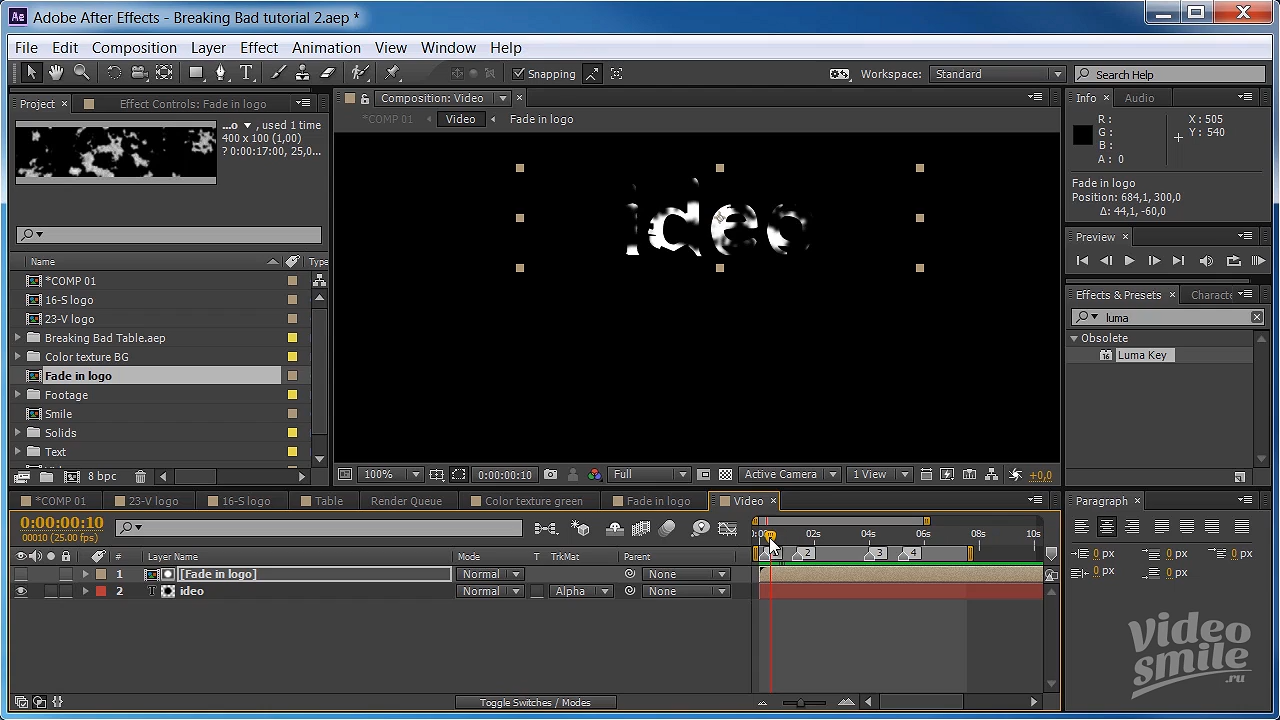 Adobe After Effects - Breaking Bad tutorial 2.aep *
File Edit Composition Layer Effect Animation View Window Help
Snapping
Workspace: Standard
Search Help
Project
Effect Controls: Fade in logo
...o ▼, used 1 time
400 x 100 (1,00)
? 0:00:17:00, 25,0...
Name
Type
*COMP 01
16-S logo
23-V logo
Breaking Bad Table.aep
Color texture BG
Fade in logo
Footage
Smile
Solids
Text
8 bpc
Composition: Video
*COMP 01
Video
Fade in logo
ideo
100%
0:00:00:10
Full
Active Camera
1 View
+0,0
Info
Audio
R :
G :
B :
A : 0
X : 505
Y : 540
Fade in logo
Position: 684,1, 300,0
Δ: 44,1, -60,0
Preview
Effects & Presets
Characte
luma
Obsolete
Luma Key
*COMP 01
23-V logo
16-S logo
Table
Render Queue
Color texture green
Fade in logo
Video
0:00:00:10
00010 (25.00 fps)
02s 04s 06s 08s 10s
2 3 4
# Layer Name Mode T TrkMat Parent
1 [Fade in logo] Normal None
2 T ideo Normal Alpha None
Toggle Switches / Modes
Paragraph
0 px 0 px 0 px
0 px 0 px
video
smile
.ru